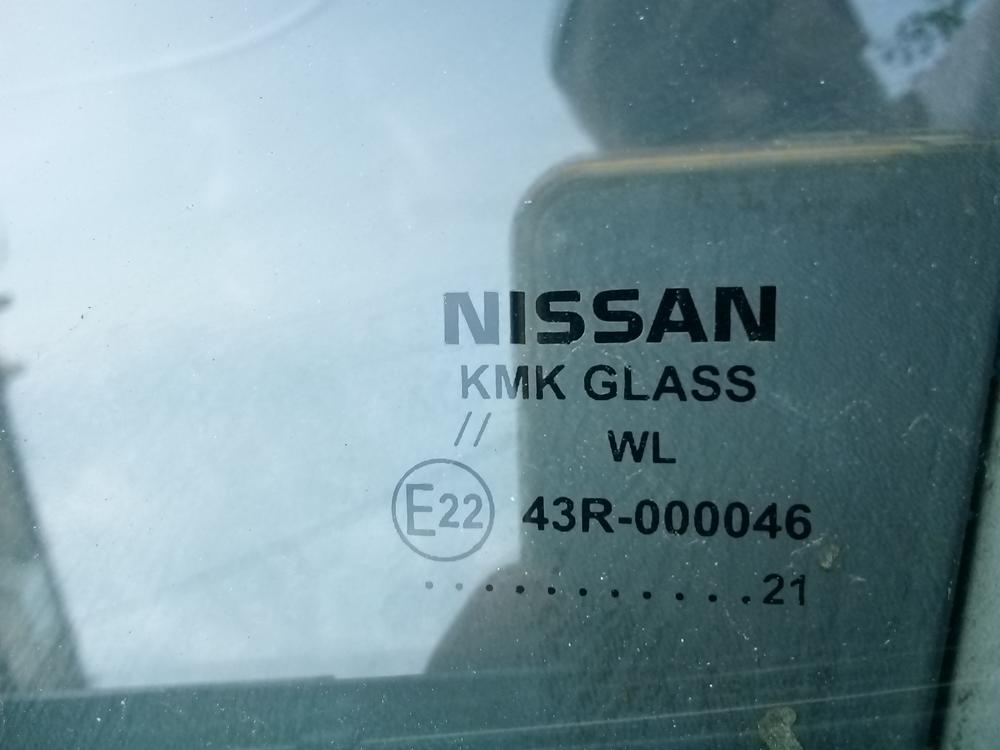 NISSAN
KMK GLASS
// WL
E22 43R-000046
............21